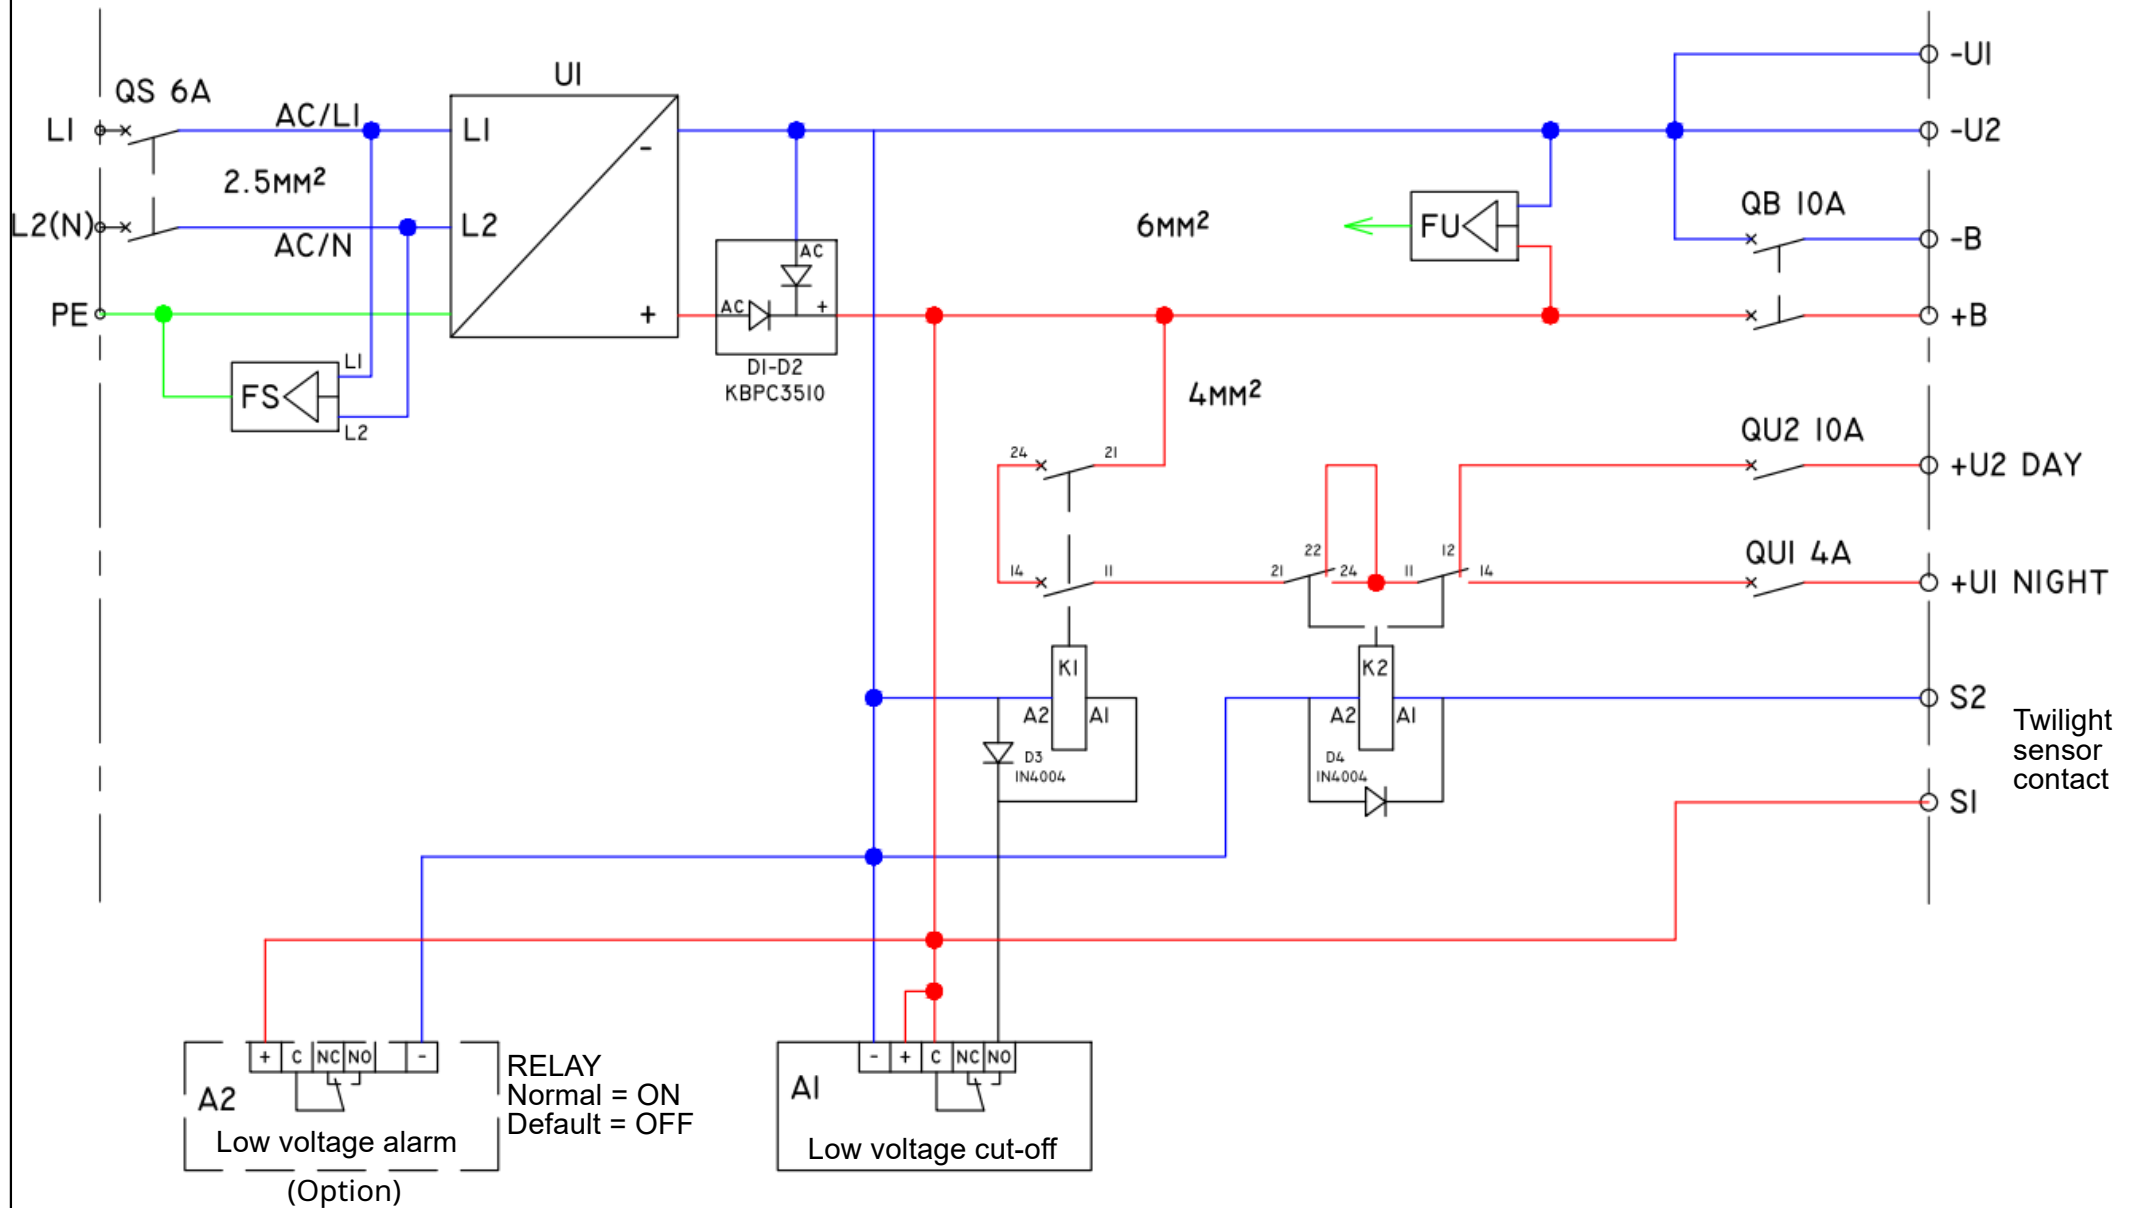 -U1
U1
QS 6A
AC/L1
L1
L1
-
-U2
2.5MM²
QB 10A
L2(N)
L2
6MM²
FU
-B
AC/N
AC
PE
+
AC
+
+B
D1-D2
KBPC3510
L1
FS
L2
4MM²
QU2 10A
24
21
+U2 DAY
22
12
QU1 4A
14
11
21
24
11
14
+U1 NIGHT
K1
K2
S2
A2
A1
A2
A1
Twilight
sensor
contact
D3
1N4004
D4
1N4004
S1
+
C
NC
NO
-
RELAY
Normal = ON
Default = OFF
A2
Low voltage alarm
(Option)
-
+
C
NC
NO
A1
Low voltage cut-off